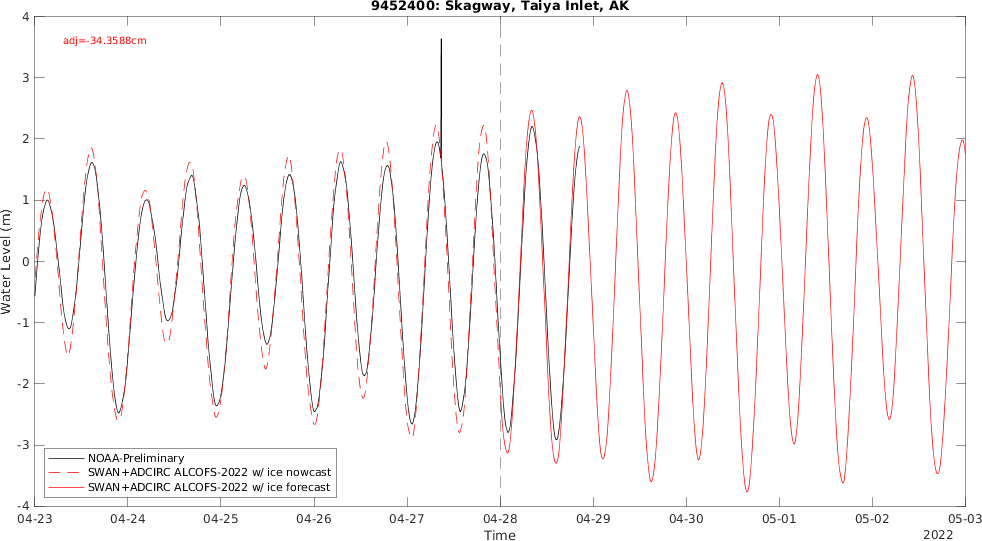 9452400: Skagway, Taiya Inlet, AK
adj=-34.3588cm
4
3
2
1
0
-1
-2
-3
-4
Water Level (m)
NOAA-Preliminary
SWAN+ADCIRC ALCOFS-2022 w/ ice nowcast
SWAN+ADCIRC ALCOFS-2022 w/ ice forecast
04-23 04-24 04-25 04-26 04-27 04-28 04-29 04-30 05-01 05-02 05-03
Time
2022